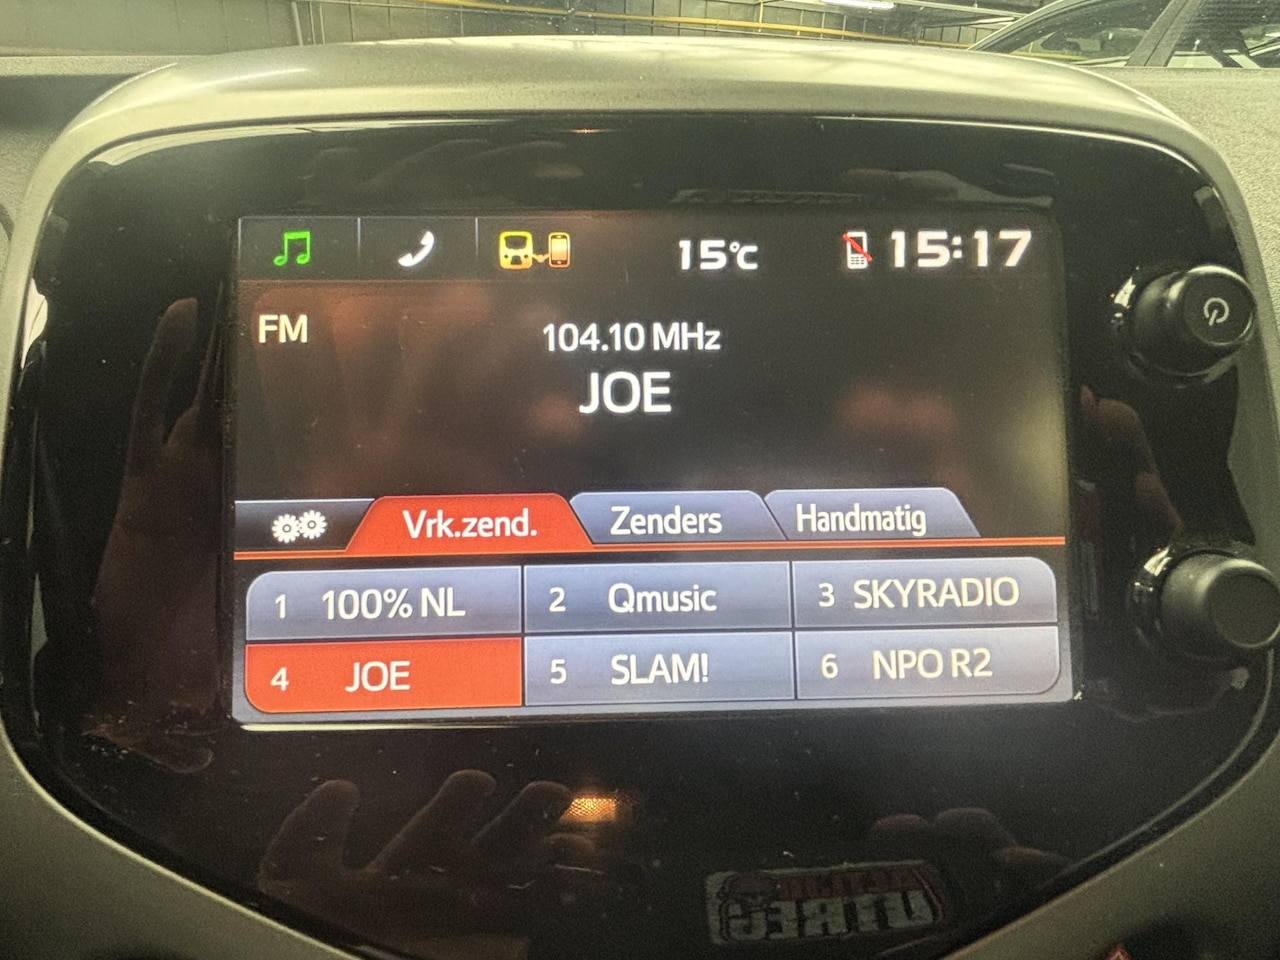 15°C
15:17
FM
104.10 MHz
JOE
Vrk.zend.
Zenders
Handmatig
1 100% NL
2 Qmusic
3 SKYRADIO
4 JOE
5 SLAM!
6 NPO R2